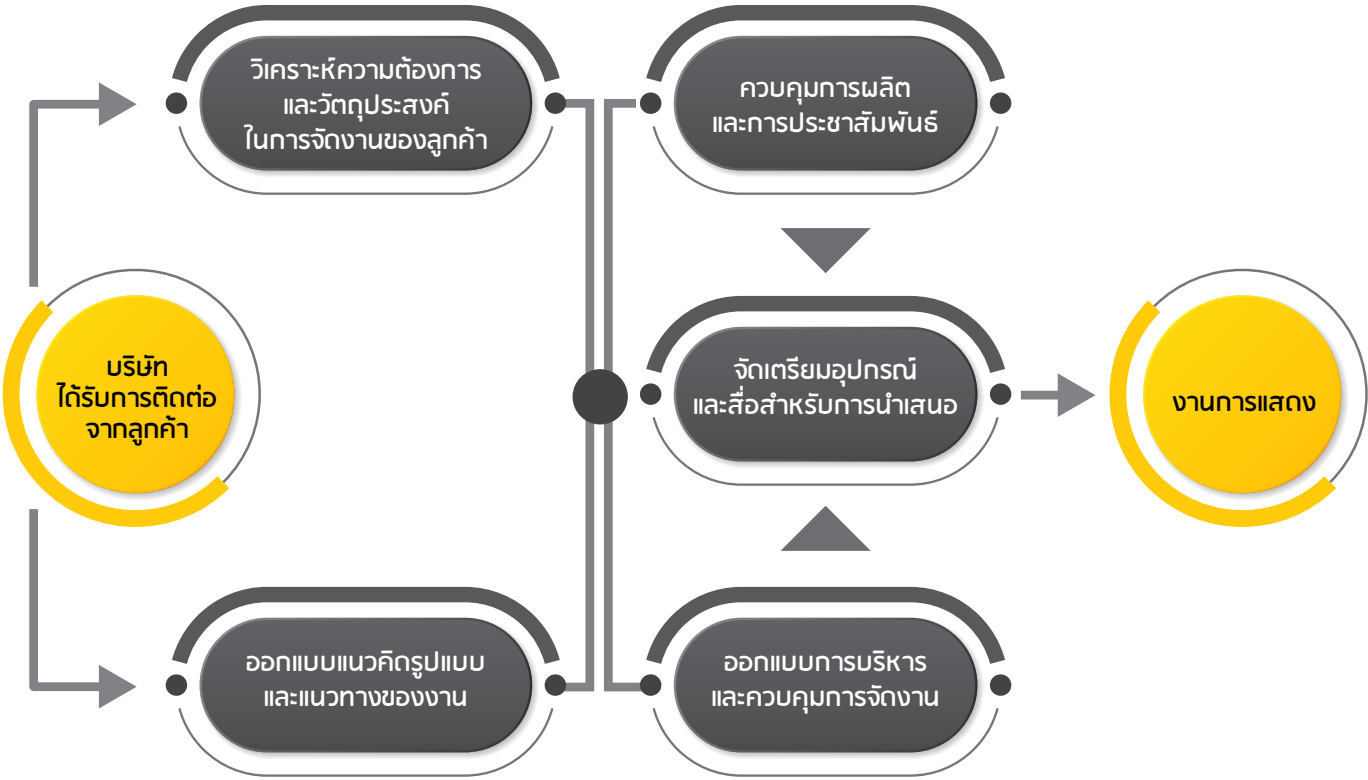 บริษัท
ได้รับการติดต่อ
จากลูกค้า
วิเคราะห์ความต้องการ
และวัตถุประสงค์
ในการจัดงานของลูกค้า
ออกแบบแนวคิดรูปแบบ
และแนวทางของงาน
ควบคุมการผลิต
และการประชาสัมพันธ์
จัดเตรียมอุปกรณ์
และสื่อสำหรับการนำเสนอ
ออกแบบการบริหาร
และควบคุมการจัดงาน
งานการแสดง